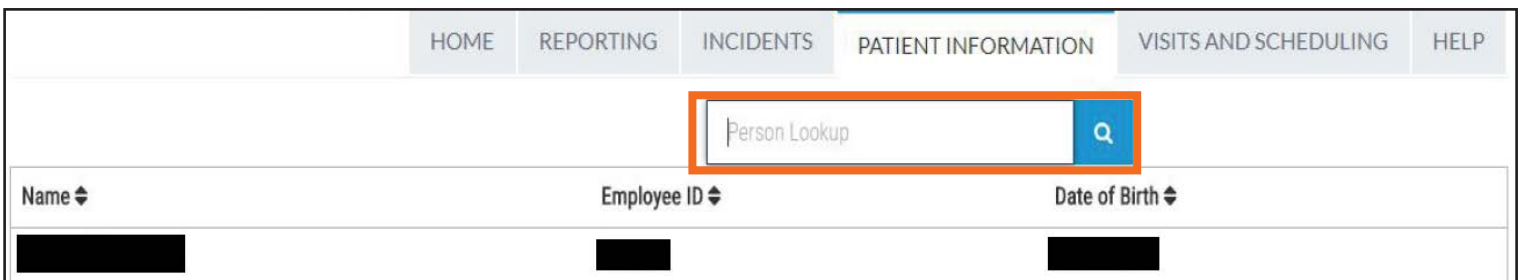 HOME REPORTING INCIDENTS PATIENT INFORMATION VISITS AND SCHEDULING HELP
Person Lookup
Name Employee ID Date of Birth